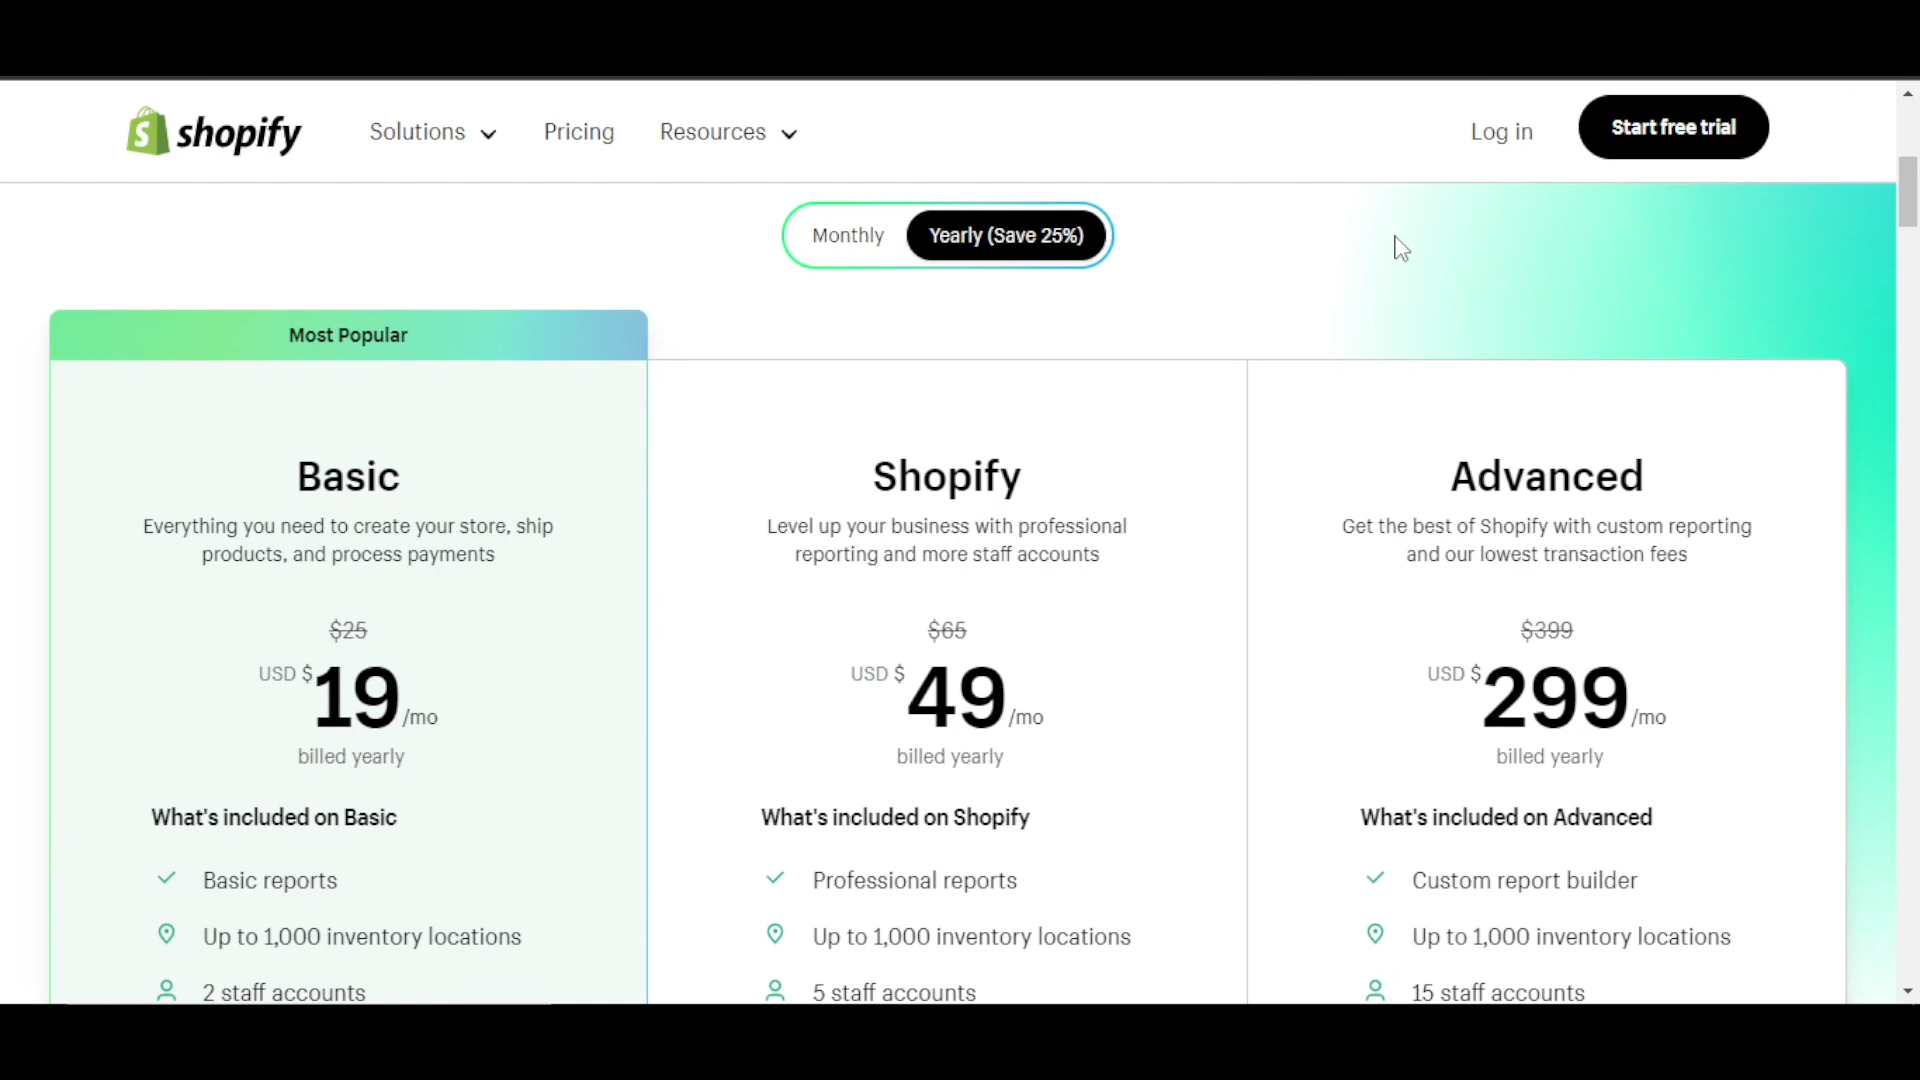 shopify
Solutions
Pricing
Resources
Log in
Start free trial
Monthly
Yearly (Save 25%)
Most Popular
Basic
Everything you need to create your store, ship
products, and process payments
$25
USD $19/mo
billed yearly
What's included on Basic
Basic reports
Up to 1,000 inventory locations
2 staff accounts
Shopify
Level up your business with professional
reporting and more staff accounts
$65
USD $49/mo
billed yearly
What's included on Shopify
Professional reports
Up to 1,000 inventory locations
5 staff accounts
Advanced
Get the best of Shopify with custom reporting
and our lowest transaction fees
$399
USD $299/mo
billed yearly
What's included on Advanced
Custom report builder
Up to 1,000 inventory locations
15 staff accounts